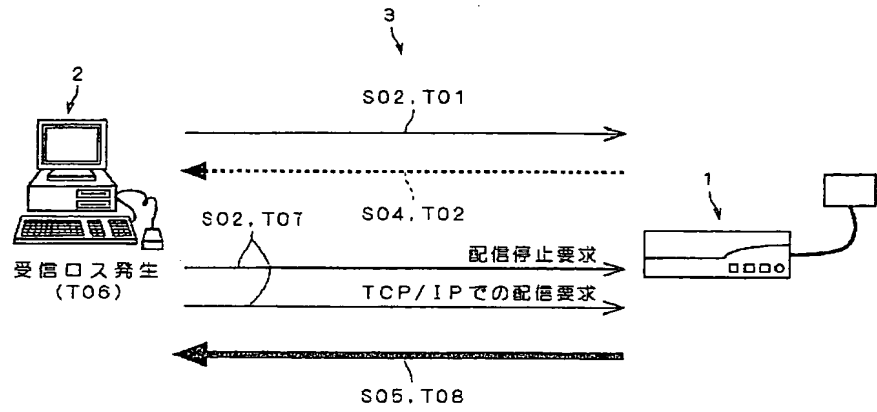 3
2
S02,T01
1
S04,T02
S02,T07
配信停止要求
受信ロス発生
(T06)
TCP/IPでの配信要求
S05,T08